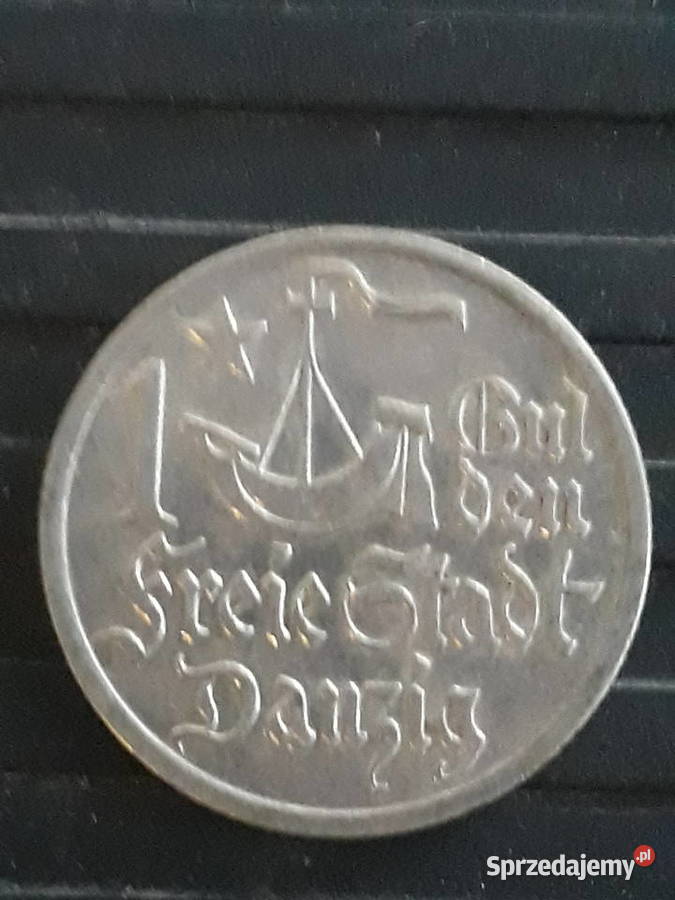 1 Gul
den
Freie Stadt
Danzig
Sprzedajemy.pl